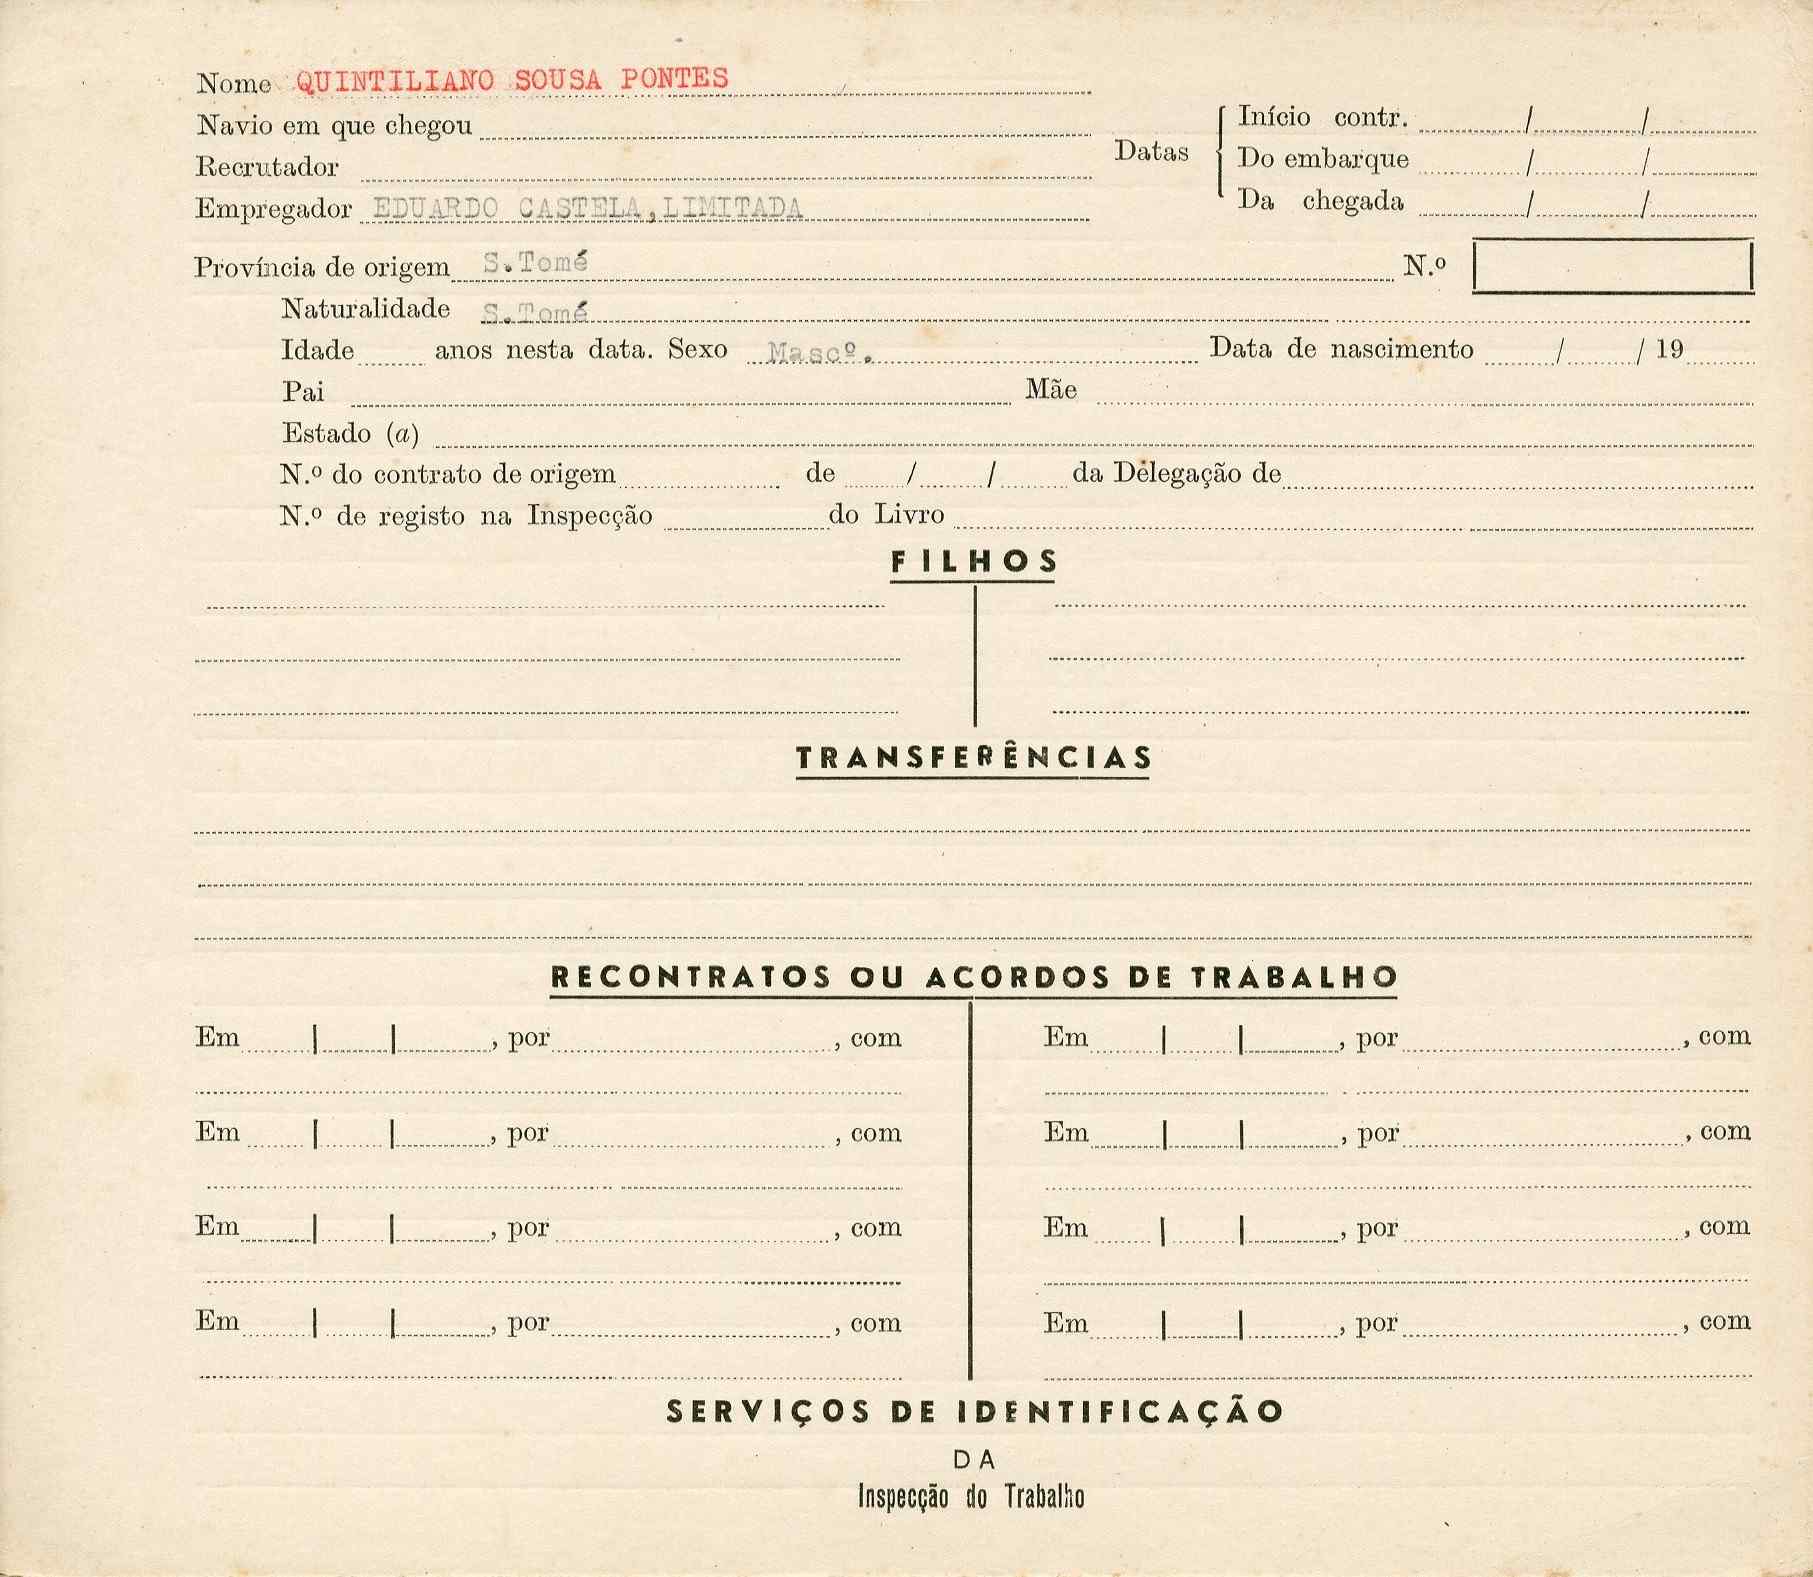 Nome QUINTILIANO SOUSA PONTES
Navio em que chegou
Recrutador
Empregador EDUARDO CASTELA, LIMITADA
Datas
Início contr. / /
Do embarque / /
Da chegada / /
Província de origem S.Tomé N.º
Naturalidade S.Tomé
Idade anos nesta data. Sexo Mascº. Data de nascimento / / 19
Pai Mãe
Estado (a)
N.º do contrato de origem de / / da Delegação de
N.º de registo na Inspecção do Livro
FILHOS
TRANSFERÊNCIAS
RECONTRATOS OU ACORDOS DE TRABALHO
Em | | , por , com Em | | , por , com
Em | | , por , com Em | | , por , com
Em | | , por , com Em | | , por , com
Em | | , por , com Em | | , por , com
SERVIÇOS DE IDENTIFICAÇÃO
DA
Inspecção do Trabalho